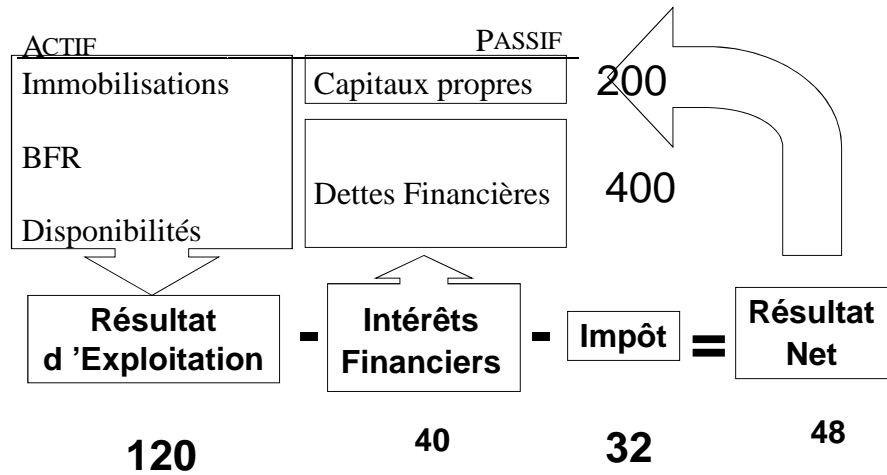 ACTIF PASSIF
Immobilisations Capitaux propres 200
BFR
Dettes Financières 400
Disponibilités
Résultat d ’Exploitation - Intérêts Financiers - Impôt = Résultat Net
120 40 32 48